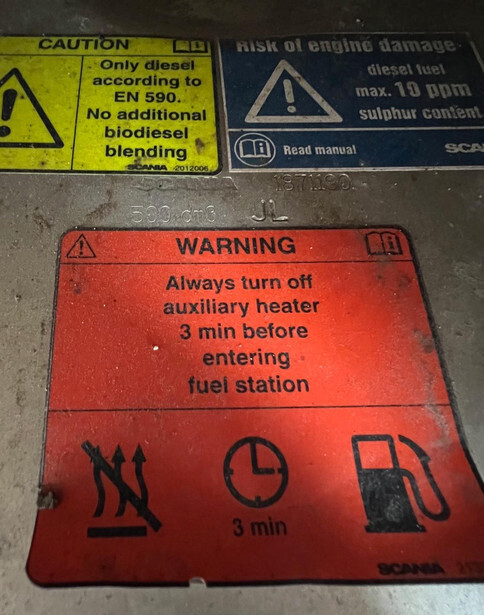 CAUTION
Only diesel
according to
EN 590.
No additional
biodiesel
blending
SCANIA 2012006
Risk of engine damage
diesel fuel
max. 10 ppm
sulphur content
Read manual
JL
WARNING
Always turn off
auxiliary heater
3 min before
entering
fuel station
3 min
SCANIA